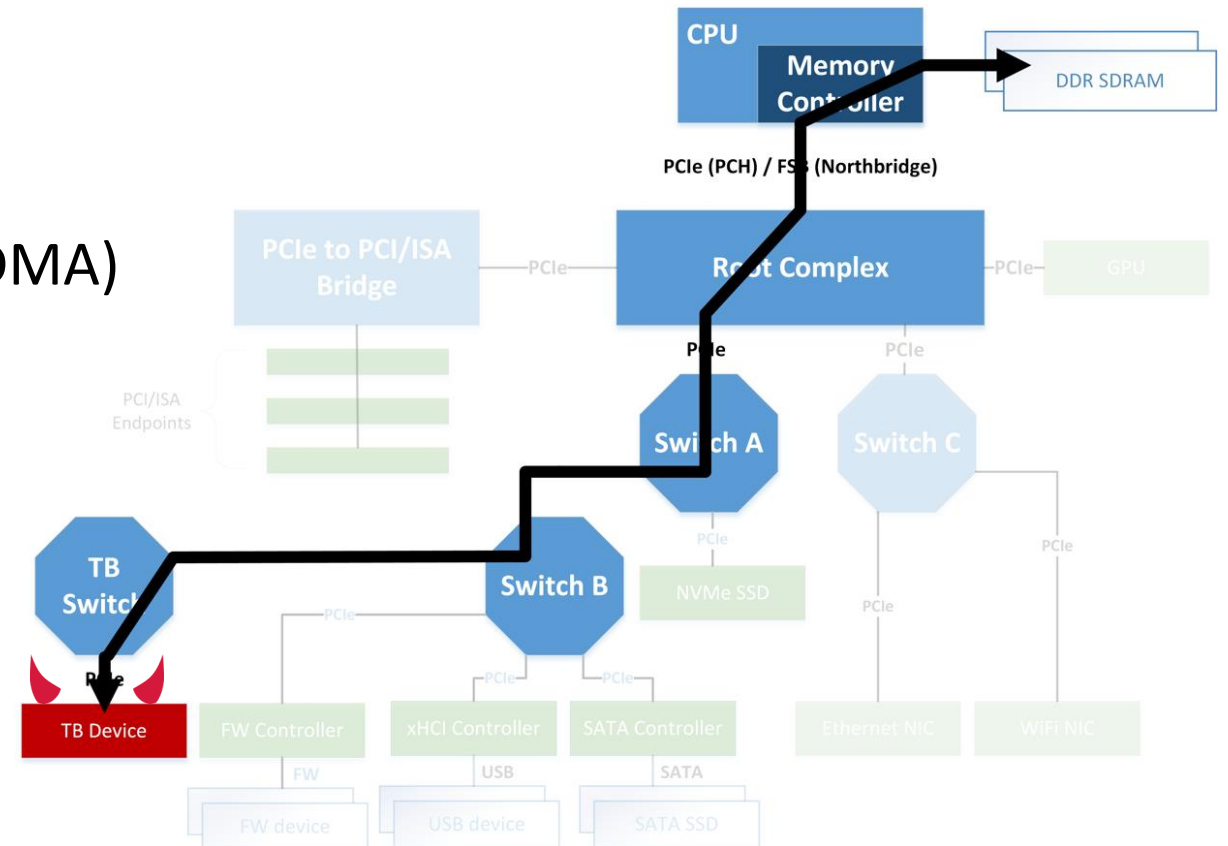 CPU
Memory
Controller
DDR SDRAM
PCIe (PCH) / FSB (Northbridge)
DMA)
PCIe to PCI/ISA
Bridge
PCIe
Root Complex
PCIe
GPU
PCIe
PCIe
PCI/ISA
Endpoints
Switch A
Switch C
TB
Switch
Switch B
PCIe
NVMe SSD
PCIe
PCIe
PCIe
PCIe
PCIe
PCIe
TB Device
FW Controller
xHCI Controller
SATA Controller
Ethernet NIC
WiFi NIC
FW
USB
SATA
FW device
USB device
SATA SSD